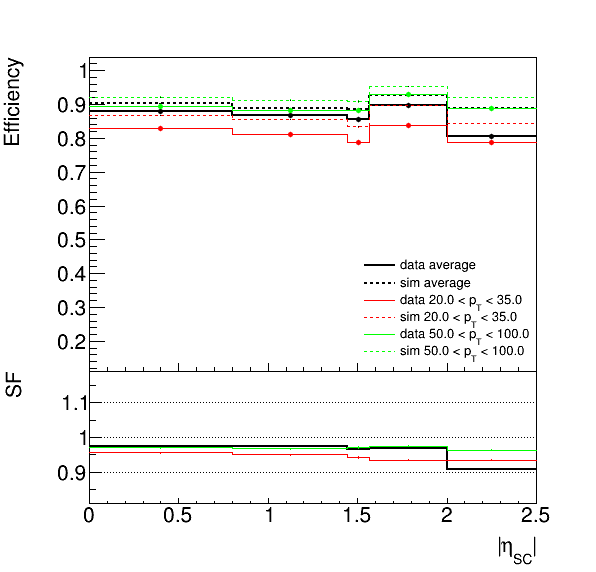 Efficiency
1
0.9
0.8
0.7
0.6
0.5
0.4
0.3
0.2
data average
sim average
data 20.0 < p_T < 35.0
sim 20.0 < p_T < 35.0
data 50.0 < p_T < 100.0
sim 50.0 < p_T < 100.0
SF
1.1
1
0.9
0 0.5 1 1.5 2 2.5
|η_SC|